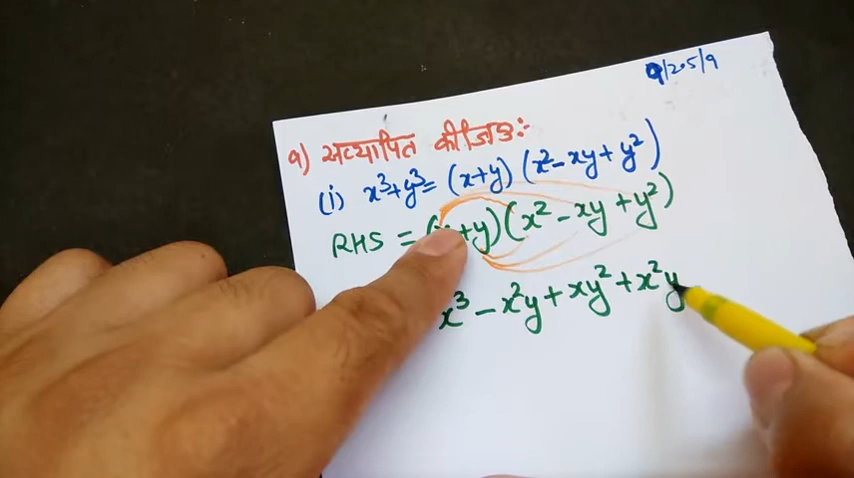 9/2.5/9
9) सत्यापित कीजिए:-
(i) x³+y³= (x+y) (x²-xy+y²)
RHS = (x+y)(x²-xy+y²)
x³-x²y+xy²+x²y